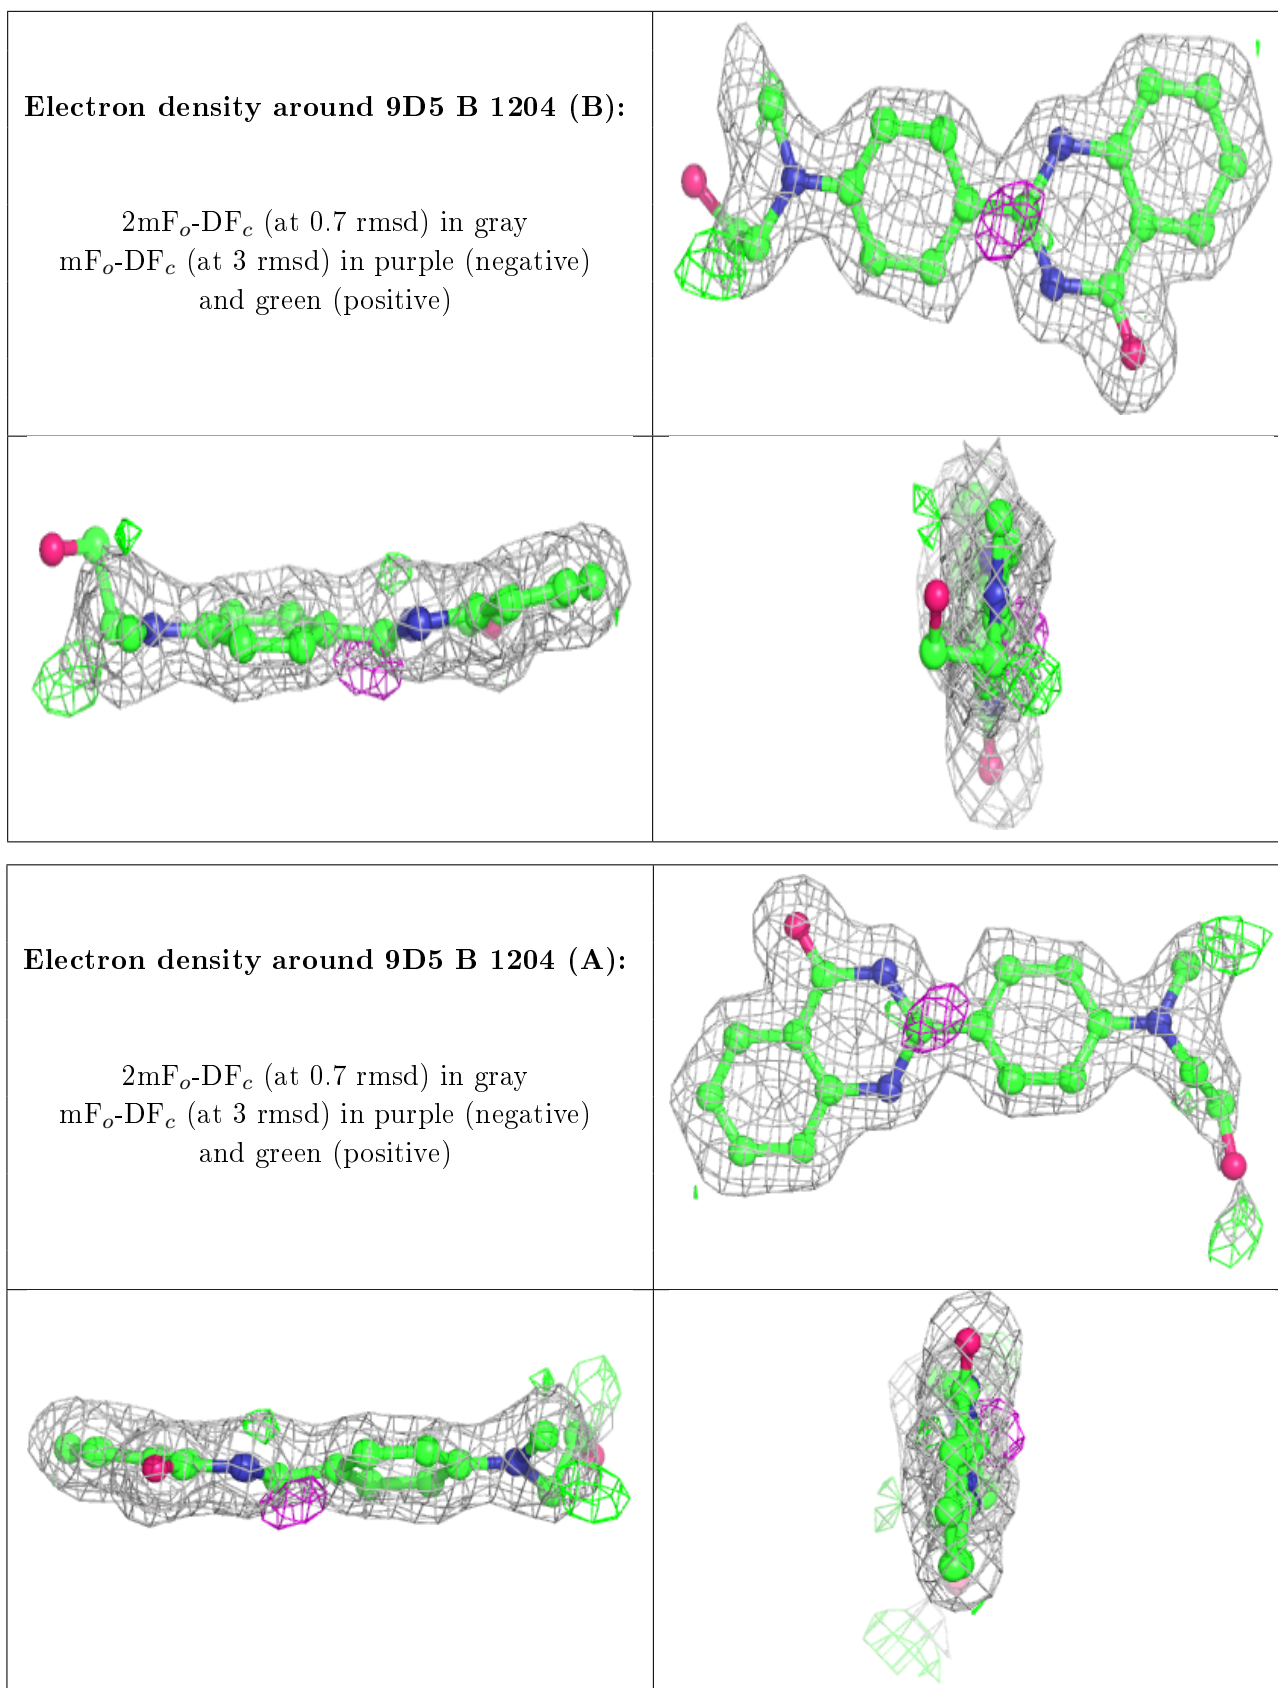 Electron density around 9D5 B 1204 (B):
2mFo-DFc (at 0.7 rmsd) in gray
mFo-DFc (at 3 rmsd) in purple (negative)
and green (positive)
Electron density around 9D5 B 1204 (A):
2mFo-DFc (at 0.7 rmsd) in gray
mFo-DFc (at 3 rmsd) in purple (negative)
and green (positive)